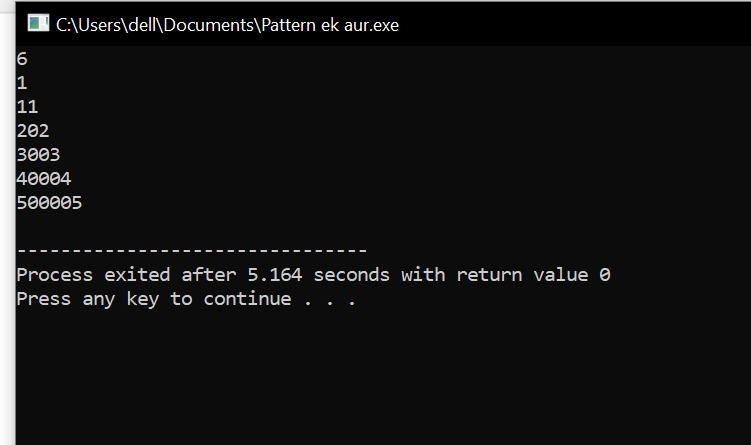 C:\Users\dell\Documents\Pattern ek aur.exe
6
1
11
202
3003
40004
500005
--------------------------------
Process exited after 5.164 seconds with return value 0
Press any key to continue . . .